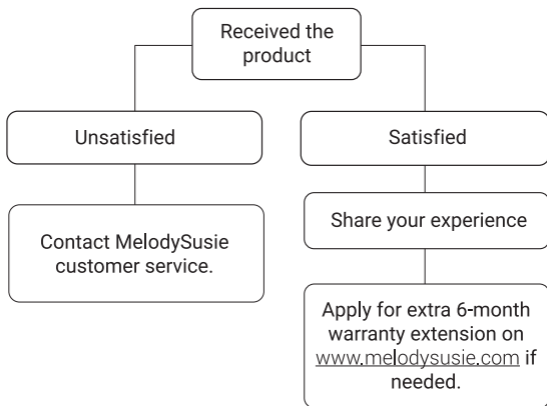 Received the
product
Unsatisfied
Satisfied
Contact MelodySusie
customer service.
Share your experience
Apply for extra 6-month
warranty extension on
www.melodysusie.com if
needed.